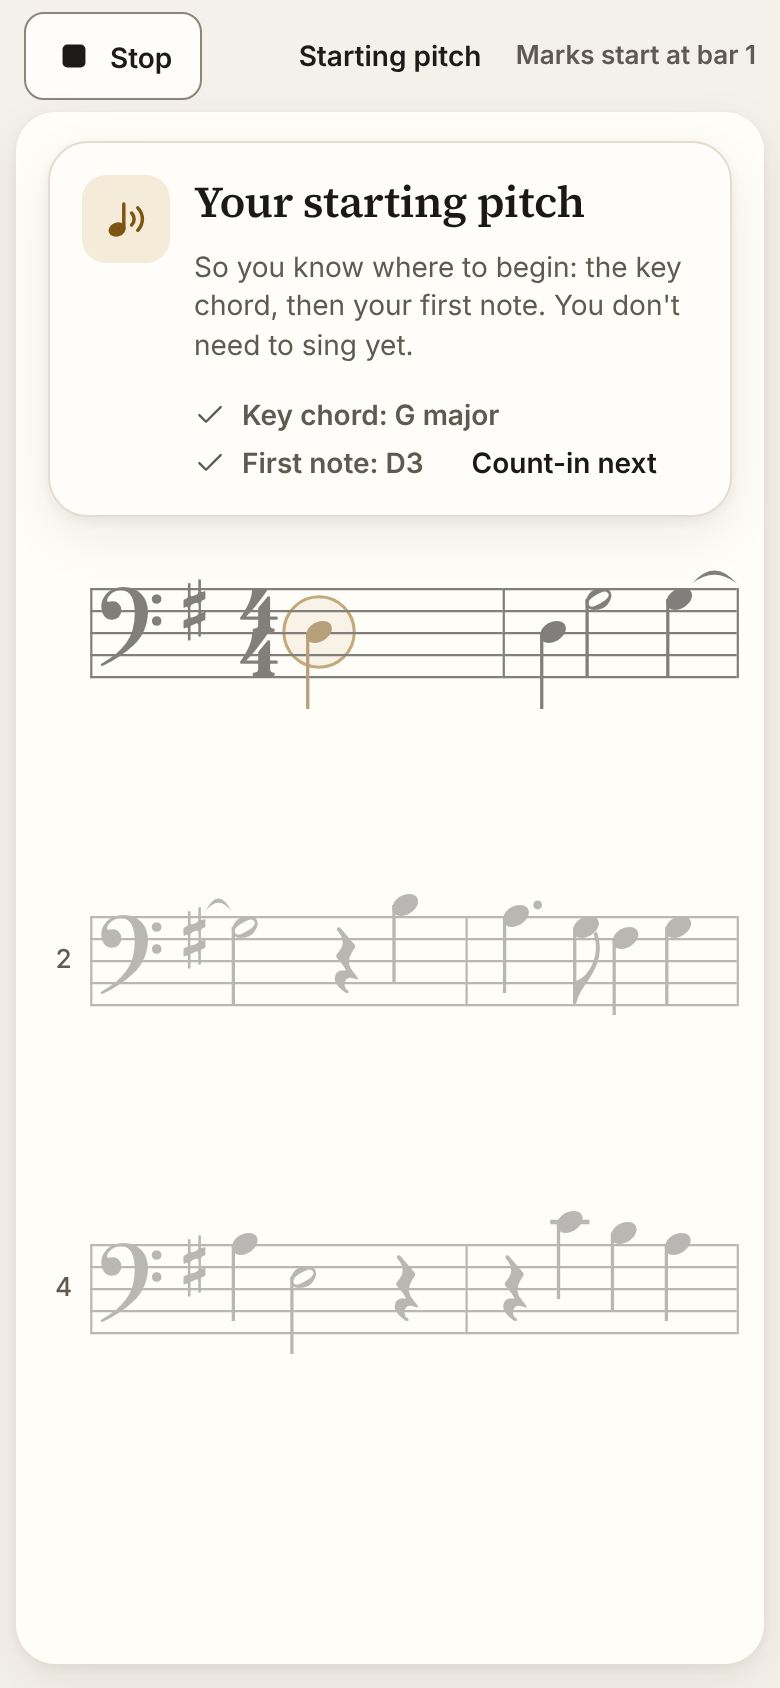 Stop
Starting pitch
Marks start at bar 1
Your starting pitch
So you know where to begin: the key
chord, then your first note. You don't
need to sing yet.
Key chord: G major
First note: D3
Count-in next
4
4
2
4